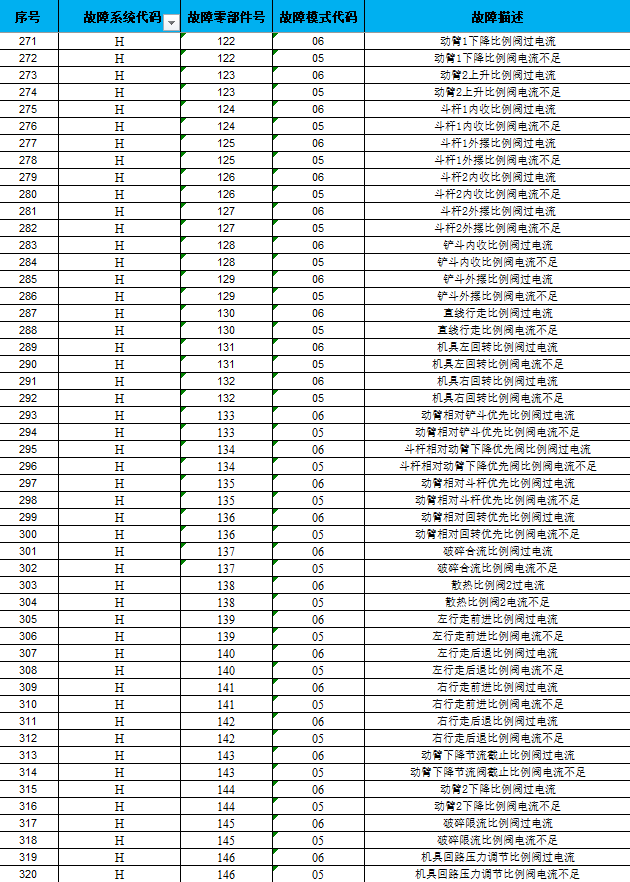 序号 故障系统代码 故障零部件号 故障模式代码 故障描述
271 H 122 06 动臂1下降比例阀过电流
272 H 122 05 动臂1下降比例阀电流不足
273 H 123 06 动臂2上升比例阀过电流
274 H 123 05 动臂2上升比例阀电流不足
275 H 124 06 斗杆1内收比例阀过电流
276 H 124 05 斗杆1内收比例阀电流不足
277 H 125 06 斗杆1外摆比例阀过电流
278 H 125 05 斗杆1外摆比例阀电流不足
279 H 126 06 斗杆2内收比例阀过电流
280 H 126 05 斗杆2内收比例阀电流不足
281 H 127 06 斗杆2外摆比例阀过电流
282 H 127 05 斗杆2外摆比例阀电流不足
283 H 128 06 铲斗内收比例阀过电流
284 H 128 05 铲斗内收比例阀电流不足
285 H 129 06 铲斗外摆比例阀过电流
286 H 129 05 铲斗外摆比例阀电流不足
287 H 130 06 直线行走比例阀过电流
288 H 130 05 直线行走比例阀电流不足
289 H 131 06 机具左回转比例阀过电流
290 H 131 05 机具左回转比例阀电流不足
291 H 132 06 机具右回转比例阀过电流
292 H 132 05 机具右回转比例阀电流不足
293 H 133 06 动臂相对铲斗优先比例阀过电流
294 H 133 05 动臂相对铲斗优先比例阀电流不足
295 H 134 06 斗杆相对动臂下降优先阀比例阀过电流
296 H 134 05 斗杆相对动臂下降优先阀比例阀电流不足
297 H 135 06 动臂相对斗杆优先比例阀过电流
298 H 135 05 动臂相对斗杆优先比例阀电流不足
299 H 136 06 动臂相对回转优先比例阀过电流
300 H 136 05 动臂相对回转优先比例阀电流不足
301 H 137 06 破碎合流比例阀过电流
302 H 137 05 破碎合流比例阀电流不足
303 H 138 06 散热比例阀2过电流
304 H 138 05 散热比例阀2电流不足
305 H 139 06 左行走前进比例阀过电流
306 H 139 05 左行走前进比例阀电流不足
307 H 140 06 左行走后退比例阀过电流
308 H 140 05 左行走后退比例阀电流不足
309 H 141 06 右行走前进比例阀过电流
310 H 141 05 右行走前进比例阀电流不足
311 H 142 06 右行走后退比例阀过电流
312 H 142 05 右行走后退比例阀电流不足
313 H 143 06 动臂下降节流截止比例阀过电流
314 H 143 05 动臂下降节流阀截止比例阀电流不足
315 H 144 06 动臂2下降比例阀过电流
316 H 144 05 动臂2下降比例阀电流不足
317 H 145 06 破碎限流比例阀过电流
318 H 145 05 破碎限流比例阀电流不足
319 H 146 06 机具回路压力调节比例阀过电流
320 H 146 05 机具回路压力调节比例阀电流不足